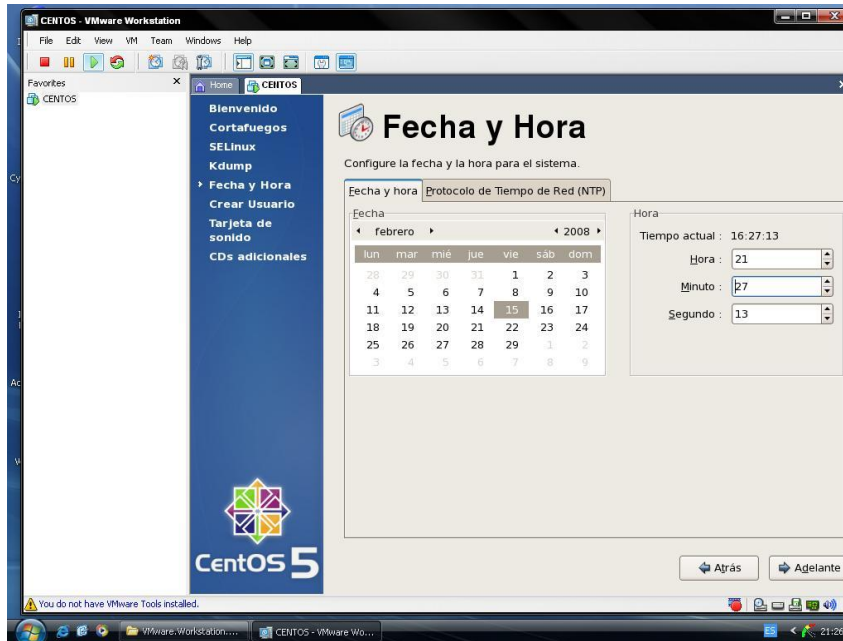 CENTOS - VMware Workstation
File Edit View VM Team Windows Help
Favorites
Home CENTOS
CENTOS
Bienvenido
Cortafuegos
SELinux
Kdump
Fecha y Hora
Crear Usuario
Tarjeta de
sonido
CDs adicionales
CentOS 5
Fecha y Hora
Configure la fecha y la hora para el sistema.
Fecha y hora Protocolo de Tiempo de Red (NTP)
Fecha
febrero 2008
lun mar mié jue vie sáb dom
28 29 30 31 1 2 3
4 5 6 7 8 9 10
11 12 13 14 15 16 17
18 19 20 21 22 23 24
25 26 27 28 29 1 2
3 4 5 6 7 8 9
Hora
Tiempo actual : 16:27:13
Hora : 21
Minuto : 27
Segundo : 13
Atrás Adelante
You do not have VMware Tools installed.
VMware.Workstation.... CENTOS - VMware Wo... ES 21:26